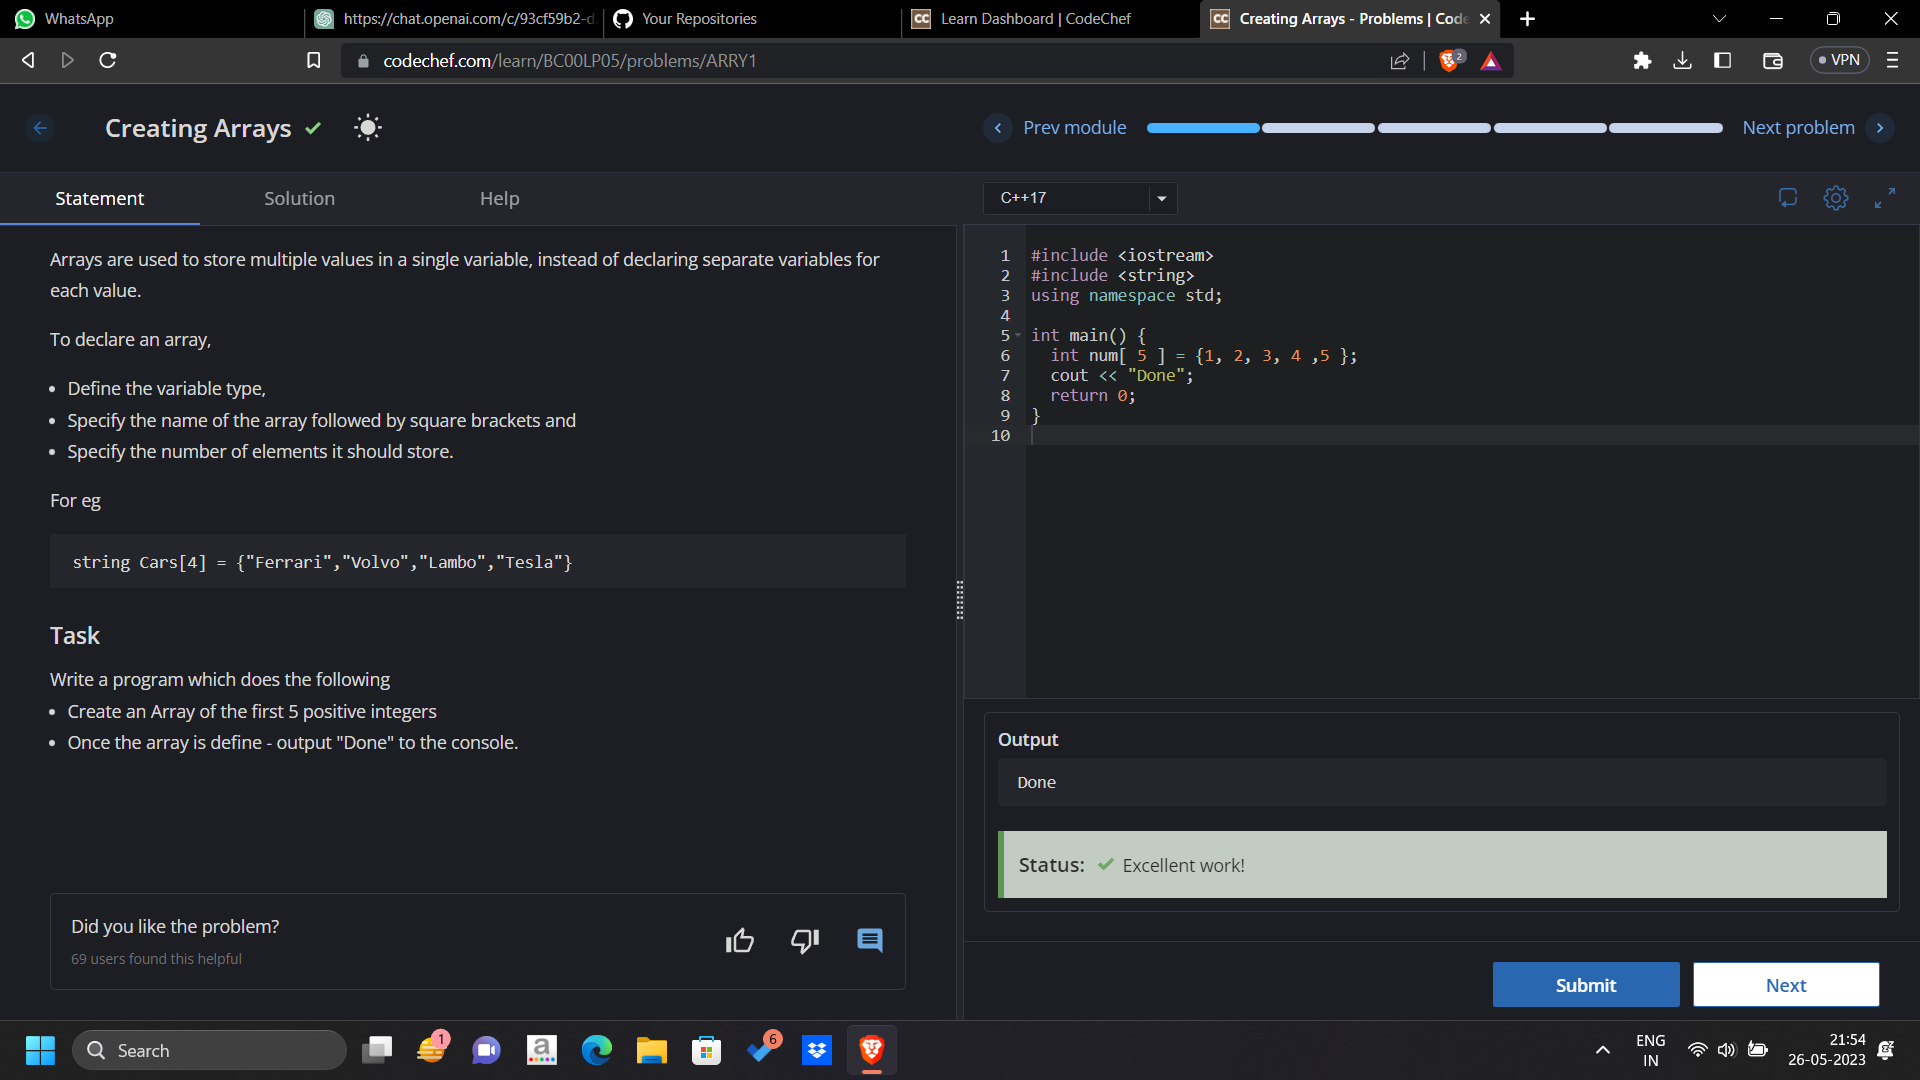 WhatsApp
https://chat.openai.com/c/93cf59b2-d
Your Repositories
CC Learn Dashboard | CodeChef
CC Creating Arrays - Problems | Code
codechef.com/learn/BC00LP05/problems/ARRY1
2
VPN
Creating Arrays
Prev module
Next problem
Statement
Solution
Help
Arrays are used to store multiple values in a single variable, instead of declaring separate variables for
each value.
To declare an array,
• Define the variable type,
• Specify the name of the array followed by square brackets and
• Specify the number of elements it should store.
For eg
string Cars[4] = {"Ferrari","Volvo","Lambo","Tesla"}
Task
Write a program which does the following
• Create an Array of the first 5 positive integers
• Once the array is define - output "Done" to the console.
Did you like the problem?
69 users found this helpful
C++17
1 #include <iostream>
2 #include <string>
3 using namespace std;
4
5 int main() {
6 int num[ 5 ] = {1, 2, 3, 4 ,5 };
7 cout << "Done";
8 return 0;
9 }
10
Output
Done
Status: Excellent work!
Submit
Next
Search
1
a
6
ENG
IN
21:54
26-05-2023